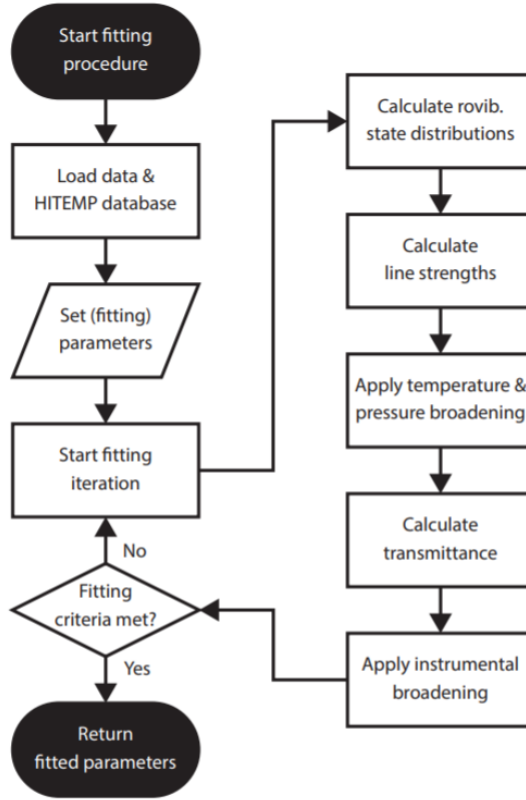 Start fitting
procedure
Load data &
HITEMP database
Set (fitting)
parameters
Start fitting
iteration
No
Fitting
criteria met?
Yes
Return
fitted parameters
Calculate rovib.
state distributions
Calculate
line strengths
Apply temperature &
pressure broadening
Calculate
transmittance
Apply instrumental
broadening